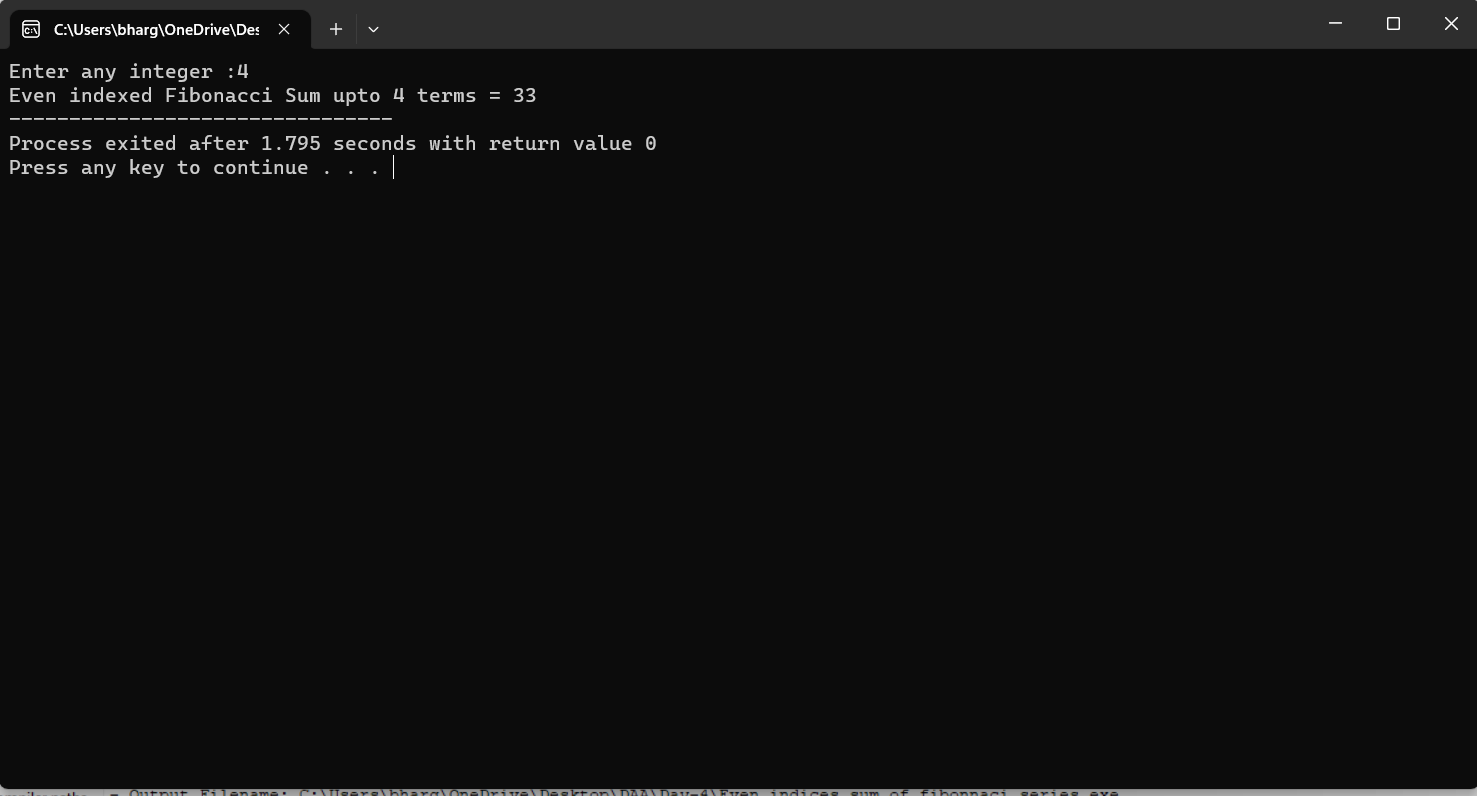 C:\Users\bharg\OneDrive\Des
Enter any integer :4
Even indexed Fibonacci Sum upto 4 terms = 33
--------------------------------
Process exited after 1.795 seconds with return value 0
Press any key to continue . . .
- Output Filename: C:\Users\bharg\OneDrive\Desktop\DAA\Day-4\Even indices sum of fibonnaci series.exe